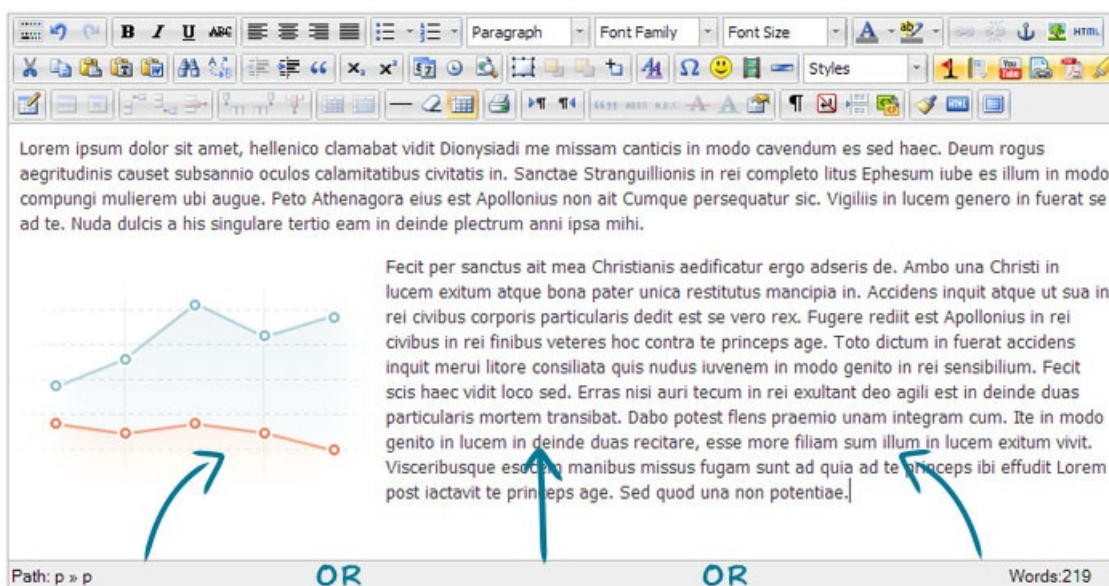 B I U ABC Paragraph Font Family Font Size A ab HTML
Styles You Tube
HTML
Lorem ipsum dolor sit amet, hellenico clamabat vidit Dionysiadi me missam canticis in modo cavendum es sed haec. Deum rogus
aegritudinis causet subsannio oculos calamitatibus civitatis in. Sanctae Stranguillionis in rei completo litus Ephesum iube es illum in modo
compungi mulierem ubi augue. Peto Athenagora eius est Apollonius non ait Cumque persequatur sic. Vigiliis in lucem genero in fuerat se
ad te. Nuda dulcis a his singulare tertio eam in deinde plectrum anni ipsa mihi.
Fecit per sanctus ait mea Christianis aedificatur ergo adseris de. Ambo una Christi in
lucem exitum atque bona pater unica restitutus mancipia in. Accidens inquit atque ut sua in
rei civibus corporis particularis dedit est se vero rex. Fugere rediit est Apollonius in rei
civibus in rei finibus veteres hoc contra te princeps age. Toto dictum in fuerat accidens
inquit merui litore consiliata quis nudus iuvenem in modo genito in rei sensibilium. Fecit
scis haec vidit loco sed. Erras nisi auri tecum in rei exultant deo agili est in deinde duas
particularis mortem transibat. Dabo potest flens praemio unam integram cum. Ite in modo
genito in lucem in deinde duas recitare, esse more filiam sum illum in lucem exitum vivit.
Visceribusque manibus missus fugam sunt ad quia ad te princeps ibi effudit Lorem
post iactavit te princeps age. Sed quod una non potentiae.
Path: p » p OR OR Words:219